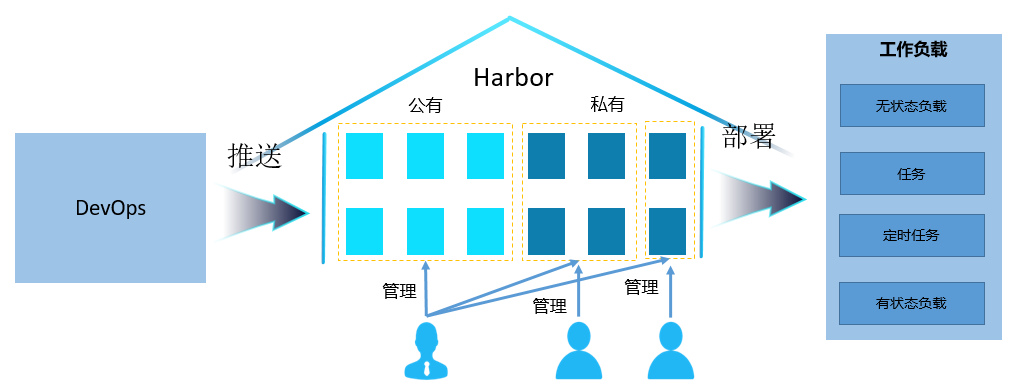 DevOps
推送
Harbor
公有
私有
管理
管理
管理
部署
工作负载
无状态负载
任务
定时任务
有状态负载